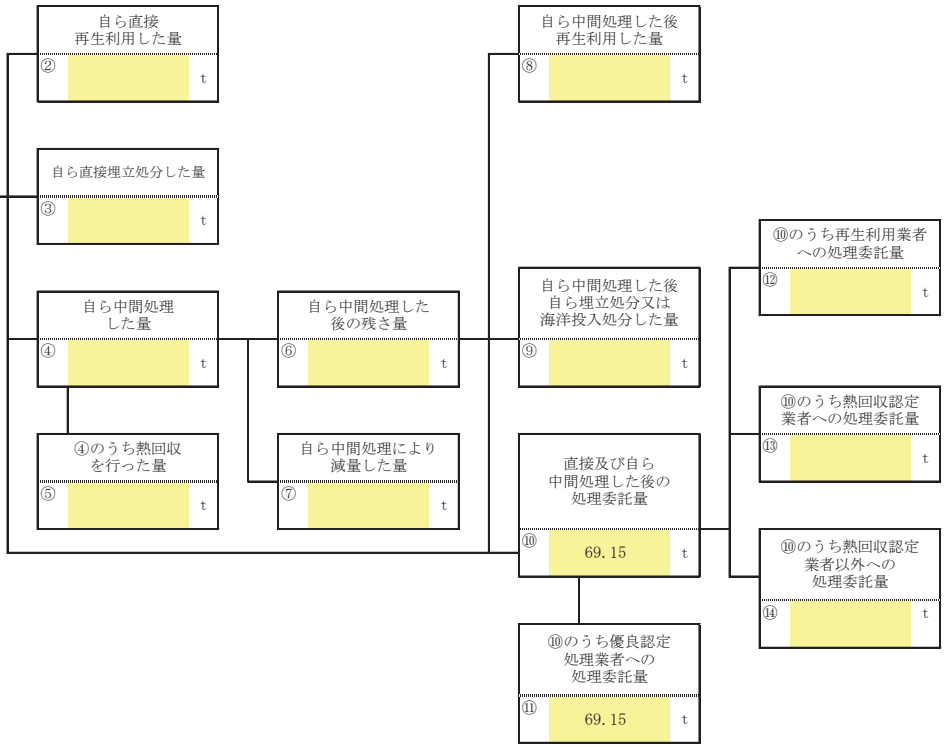 自ら直接
再生利用した量
②
t
自ら中間処理した後
再生利用した量
⑧
t
自ら直接埋立処分した量
③
t
⑩のうち再生利用業者
への処理委託量
⑫
t
自ら中間処理
した量
④
t
自ら中間処理した
後の残さ量
⑥
t
自ら中間処理した後
自ら埋立処分又は
海洋投入処分した量
⑨
t
⑩のうち熱回収認定
業者への処理委託量
⑬
t
④のうち熱回収
を行った量
⑤
t
自ら中間処理により
減量した量
⑦
t
直接及び自ら
中間処理した後の
処理委託量
⑩
69.15
t
⑩のうち熱回収認定
業者以外への
処理委託量
⑭
t
⑩のうち優良認定
処理業者への
処理委託量
⑪
69.15
t